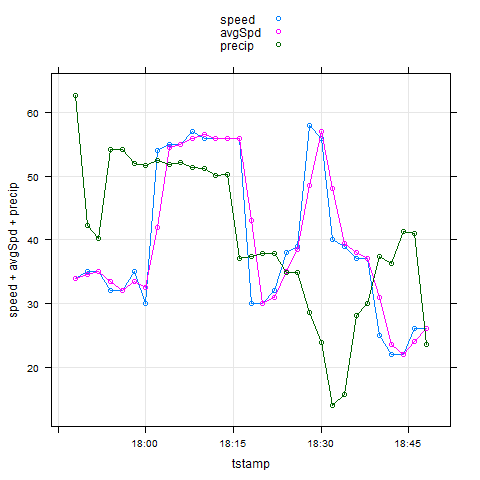 speed
avgSpd
precip
60
50
40
30
20
speed + avgSpd + precip
18:00 18:15 18:30 18:45
tstamp